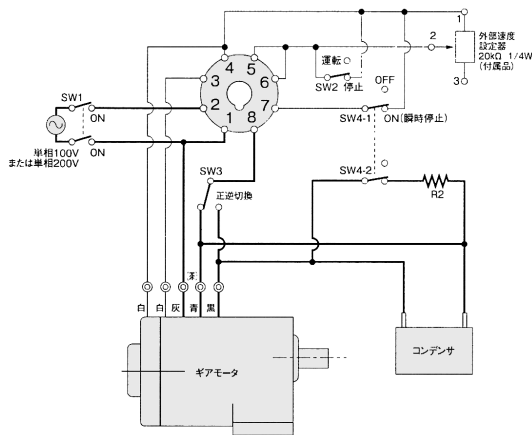 1
外部速度
設定器
20kΩ 1/4W
(付属品)
2
3
4
5
3
6
2
7
1
8
運転
SW2 停止
OFF
SW1
ON
ON
単相100V
または単相200V
SW4-1
ON(瞬時停止)
SW3
正逆切換
SW4-2
R2
白
白
灰
青
黒
ギアモータ
コンデンサ